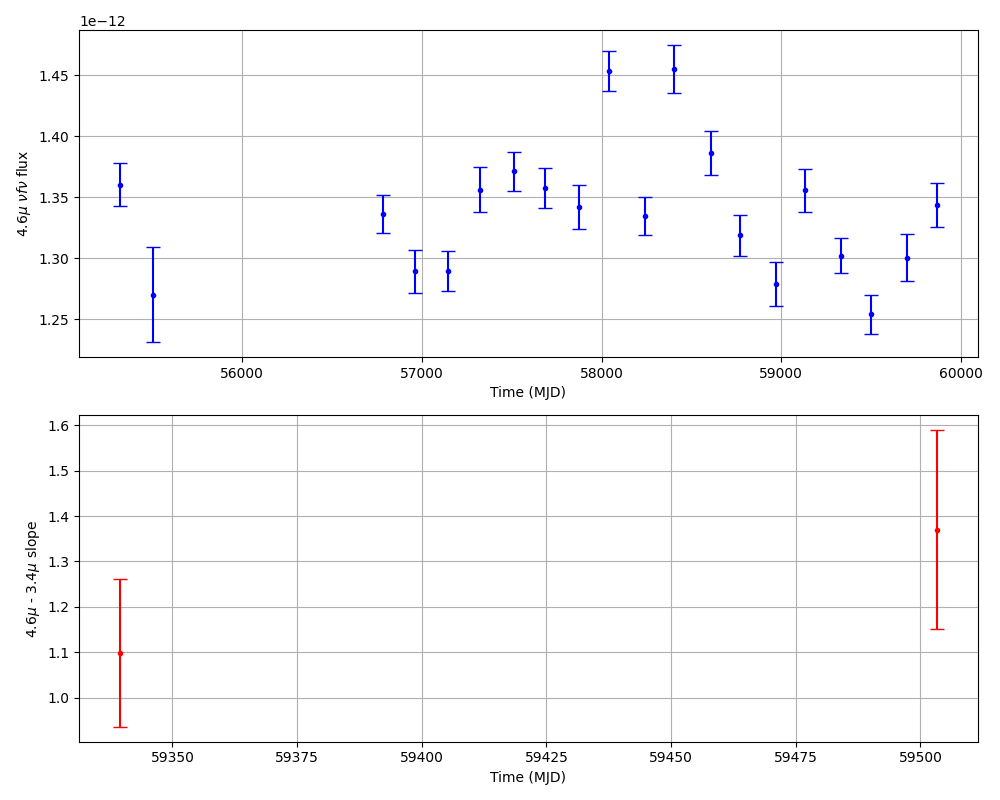 1e−12
1.45
1.40
1.35
1.30
1.25
4.6μ νfν flux
56000 57000 58000 59000 60000
Time (MJD)
1.6
1.5
1.4
1.3
1.2
1.1
1.0
4.6μ - 3.4μ slope
59350 59375 59400 59425 59450 59475 59500
Time (MJD)